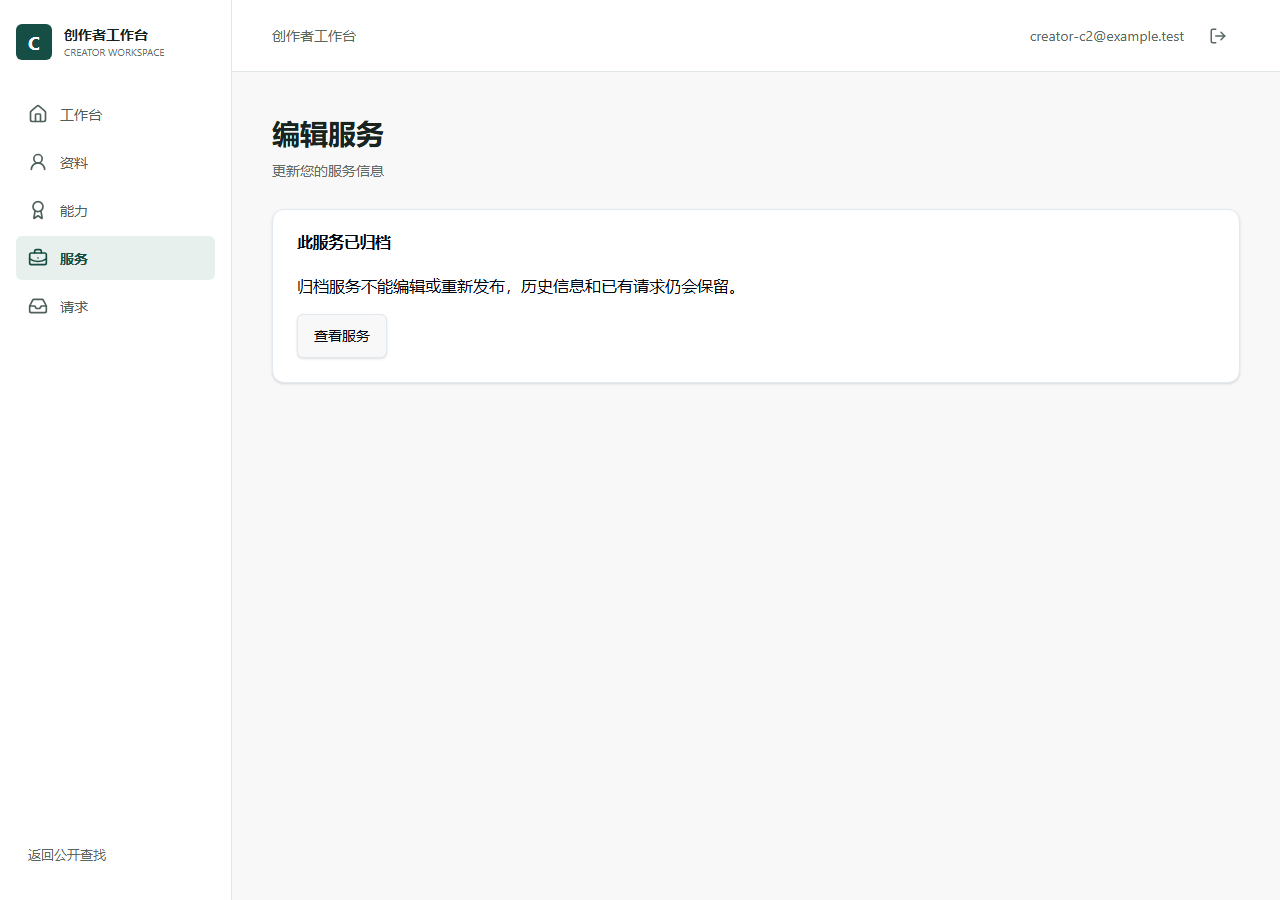 C
创作者工作台
CREATOR WORKSPACE
工作台
资料
能力
服务
请求
返回公开查找
创作者工作台
creator-c2@example.test
编辑服务
更新您的服务信息
此服务已归档
归档服务不能编辑或重新发布，历史信息和已有请求仍会保留。
查看服务